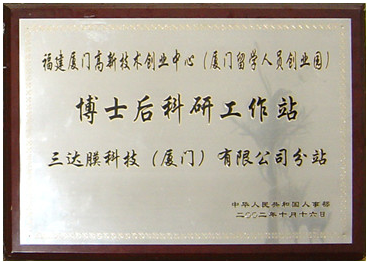 福建厦门高新技术创业中心（厦门留学人员创业园）
博士后科研工作站
三达膜科技（厦门）有限公司分站
中华人民共和国人事部
二〇〇二年十月十六日